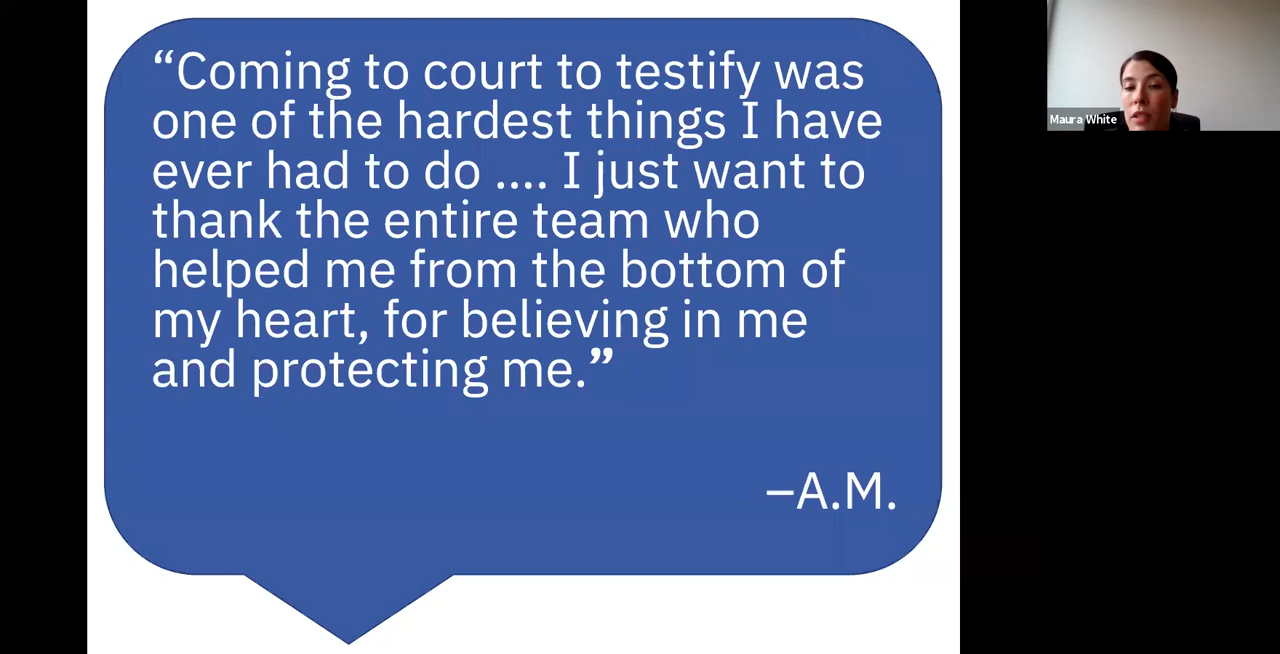 “Coming to court to testify was
one of the hardest things I have
ever had to do .... I just want to
thank the entire team who
helped me from the bottom of
my heart, for believing in me
and protecting me.”
–A.M.
Maura White